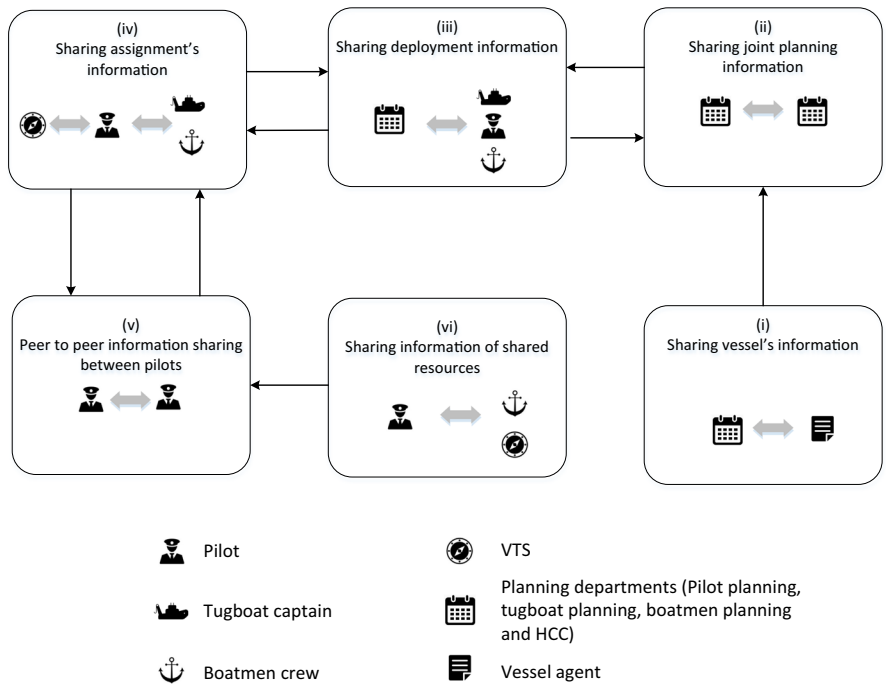 (iv)
Sharing assignment's
information
(iii)
Sharing deployment information
(ii)
Sharing joint planning
information
(v)
Peer to peer information sharing
between pilots
(vi)
Sharing information of shared
resources
(i)
Sharing vessel's information
Pilot
VTS
Tugboat captain
Planning departments (Pilot planning,
tugboat planning, boatmen planning
and HCC)
Boatmen crew
Vessel agent